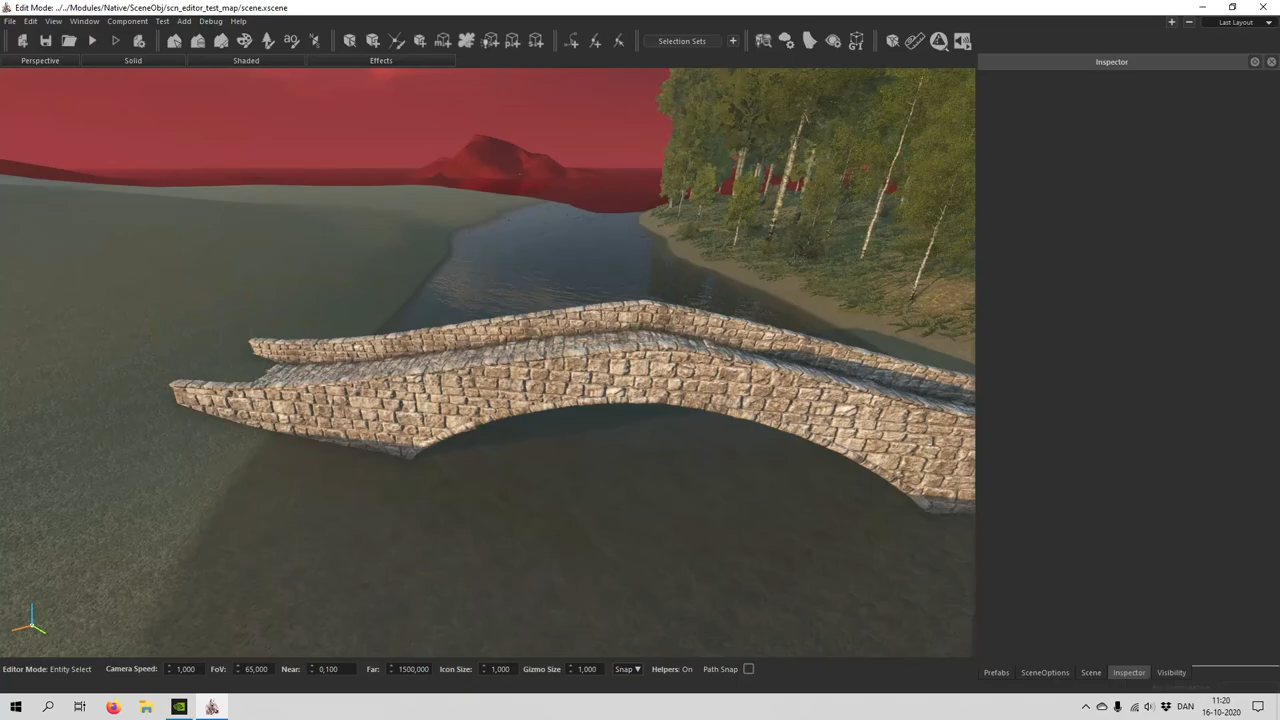 Edit Mode: ../../Modules/Native/SceneObj/scn_editor_test_map/scene.xscene
File Edit View Window Component Test Add Debug Help
Last Layout
Selection Sets
GI
Perspective Solid Shaded Effects
Inspector
Editor Mode: Entity Select Camera Speed: 1,000 FoV: 65,000 Near: 0,100 Far: 1500,000 Icon Size: 1,000 Gizmo Size 1,000 Snap Helpers: On Path Snap
Prefabs SceneOptions Scene Inspector Visibility
DAN
11:20
16-10-2020